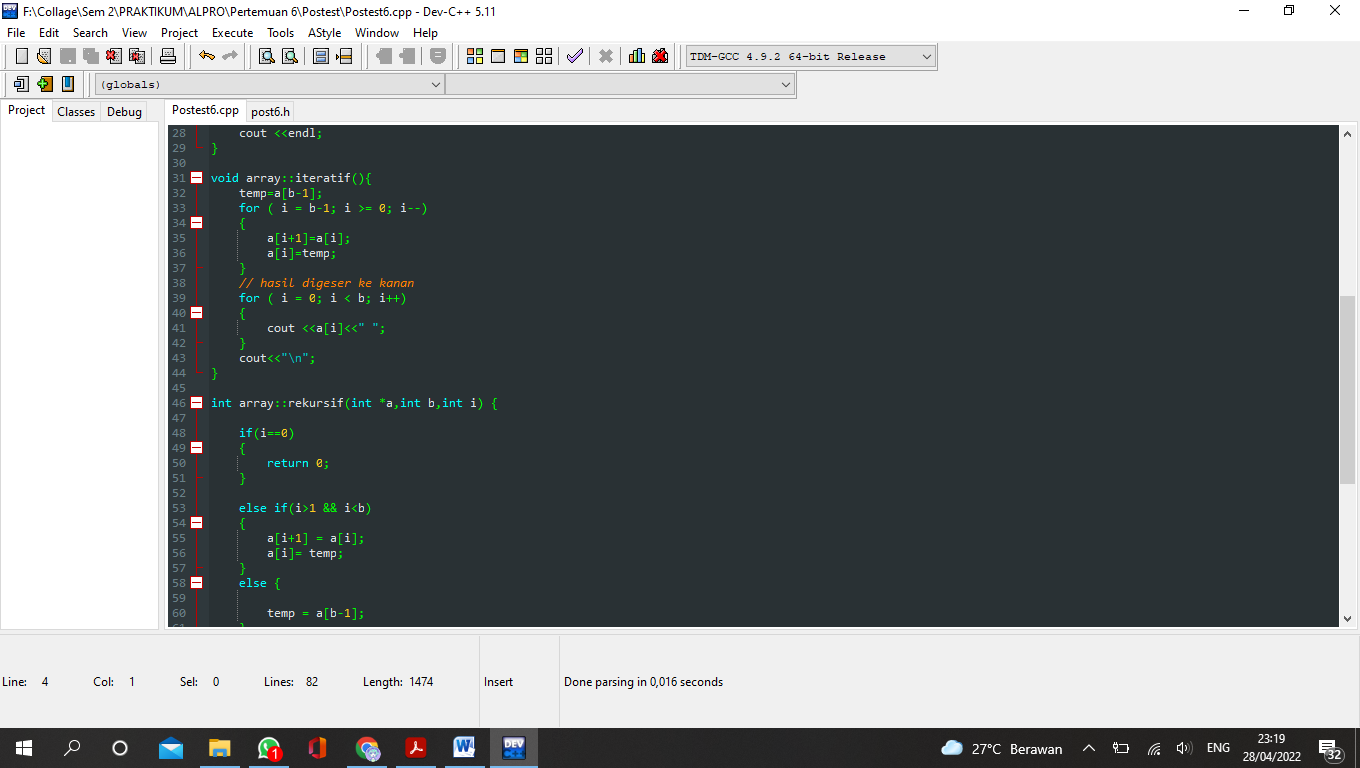 F:\Collage\Sem 2\PRAKTIKUM\ALPRO\Pertemuan 6\Postest\Postest6.cpp - Dev-C++ 5.11
File Edit Search View Project Execute Tools AStyle Window Help
TDM-GCC 4.9.2 64-bit Release
(globals)
Project Classes Debug
Postest6.cpp post6.h
28 cout <<endl;
29 }
30
31 void array::iteratif(){
32 temp=a[b-1];
33 for ( i = b-1; i >= 0; i--)
34 {
35 a[i+1]=a[i];
36 a[i]=temp;
37 }
38 // hasil digeser ke kanan
39 for ( i = 0; i < b; i++)
40 {
41 cout <<a[i]<<" ";
42 }
43 cout<<"\n";
44 }
45
46 int array::rekursif(int *a,int b,int i) {
47
48 if(i==0)
49 {
50 return 0;
51 }
52
53 else if(i>1 && i<b)
54 {
55 a[i+1] = a[i];
56 a[i]= temp;
57 }
58 else {
59
60 temp = a[b-1];
Line: 4 Col: 1 Sel: 0 Lines: 82 Length: 1474 Insert Done parsing in 0,016 seconds
1
W
DEV
27°C Berawan
ENG
23:19
28/04/2022
32